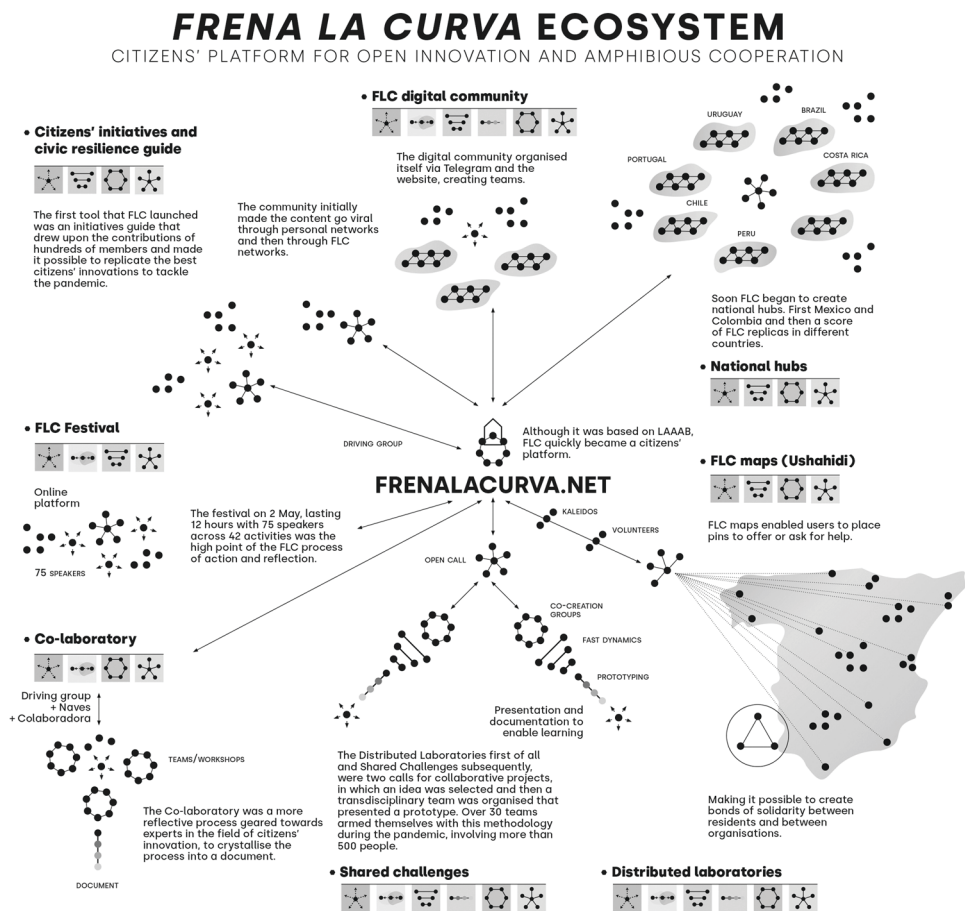 FRENA LA CURVA ECOSYSTEM
CITIZENS' PLATFORM FOR OPEN INNOVATION AND AMPHIBIOUS COOPERATION
• Citizens' initiatives and
civic resilience guide
The first tool that FLC launched
was an initiatives guide that
drew upon the contributions of
hundreds of members and made
it possible to replicate the best
citizens' innovations to tackle
the pandemic.
• FLC digital community
The digital community organised
itself via Telegram and the
website, creating teams.
The community initially
made the content go viral
through personal networks
and then through FLC
networks.
URUGUAY
BRAZIL
PORTUGAL
COSTA RICA
CHILE
PERU
Soon FLC began to create
national hubs. First Mexico and
Colombia and then a score
of FLC replicas in different
countries.
• National hubs
DRIVING GROUP
Although it was based on LAAAB,
FLC quickly became a citizens'
platform.
FRENALACURVA.NET
• FLC Festival
Online
platform
75 SPEAKERS
The festival on 2 May, lasting
12 hours with 75 speakers
across 42 activities was the
high point of the FLC process
of action and reflection.
• FLC maps (Ushahidi)
FLC maps enabled users to place
pins to offer or ask for help.
KALEIDOS
VOLUNTEERS
OPEN CALL
CO-CREATION
GROUPS
FAST DYNAMICS
PROTOTYPING
Presentation and
documentation to
enable learning
• Co-laboratory
Driving group
+ Naves
+ Colaboradora
TEAMS/WORKSHOPS
The Co-laboratory was a more
reflective process geared towards
experts in the field of citizens'
innovation, to crystallise the
process into a document.
DOCUMENT
The Distributed Laboratories first of all
and Shared Challenges subsequently,
were two calls for collaborative projects,
in which an idea was selected and then a
transdisciplinary team was organised that
presented a prototype. Over 30 teams
armed themselves with this methodology
during the pandemic, involving more than
500 people.
Making it possible to create
bonds of solidarity between
residents and between
organisations.
• Shared challenges
• Distributed laboratories